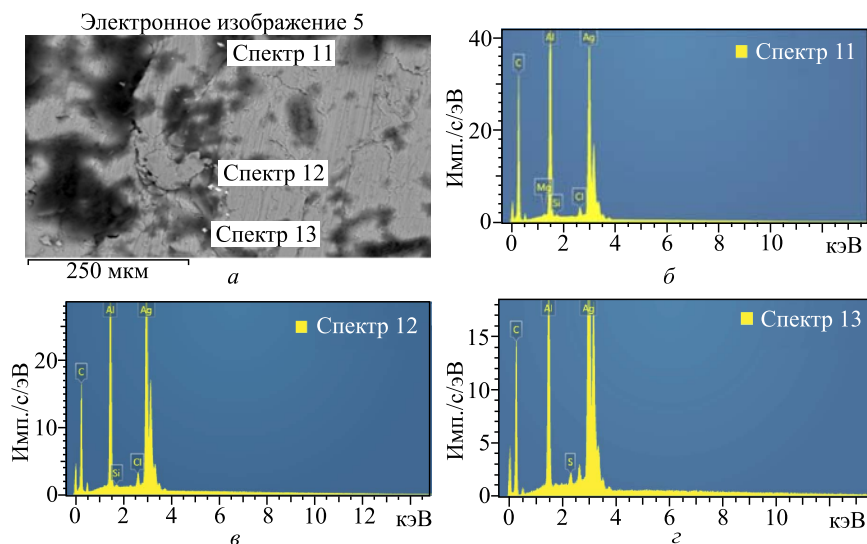 Электронное изображение 5
Спектр 11
Спектр 12
Спектр 13
250 мкм
а
Имп./с/эВ
40
20
0
C
Al
Ag
Mg
Si
Cl
Спектр 11
0 2 4 6 8 10 кэВ
б
Имп./с/эВ
20
10
0
C
Al
Ag
Si
Cl
Спектр 12
0 2 4 6 8 10 12 кэВ
в
Имп./с/эВ
15
10
5
0
C
Al
Ag
S
Спектр 13
0 2 4 6 8 10 12 кэВ
г